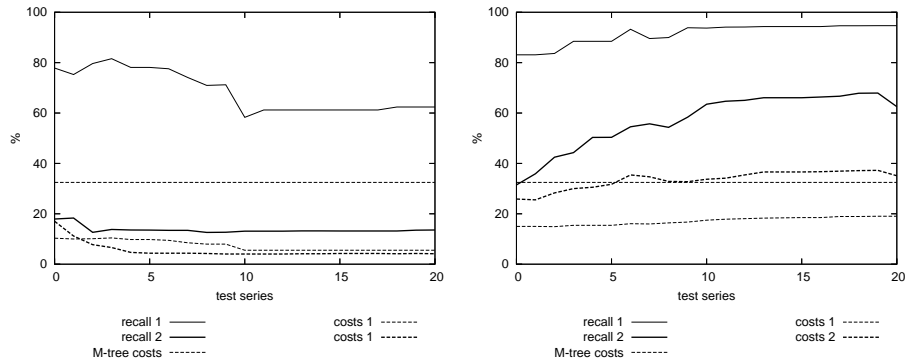 100
80
60
40
20
0
%
0 5 10 15 20
test series
recall 1
recall 2
M-tree costs
costs 1
costs 1
100
80
60
40
20
0
%
0 5 10 15 20
test series
recall 1
recall 2
M-tree costs
costs 1
costs 2